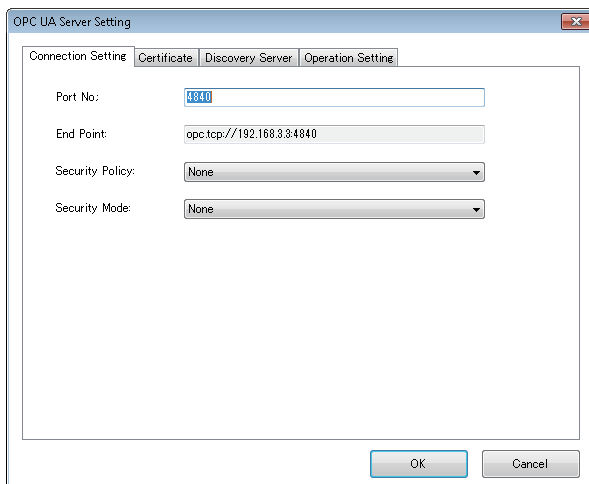 OPC UA Server Setting
Connection Setting Certificate Discovery Server Operation Setting
Port No.: 4840
End Point: opc.tcp://192.168.3.3:4840
Security Policy: None
Security Mode: None
OK Cancel